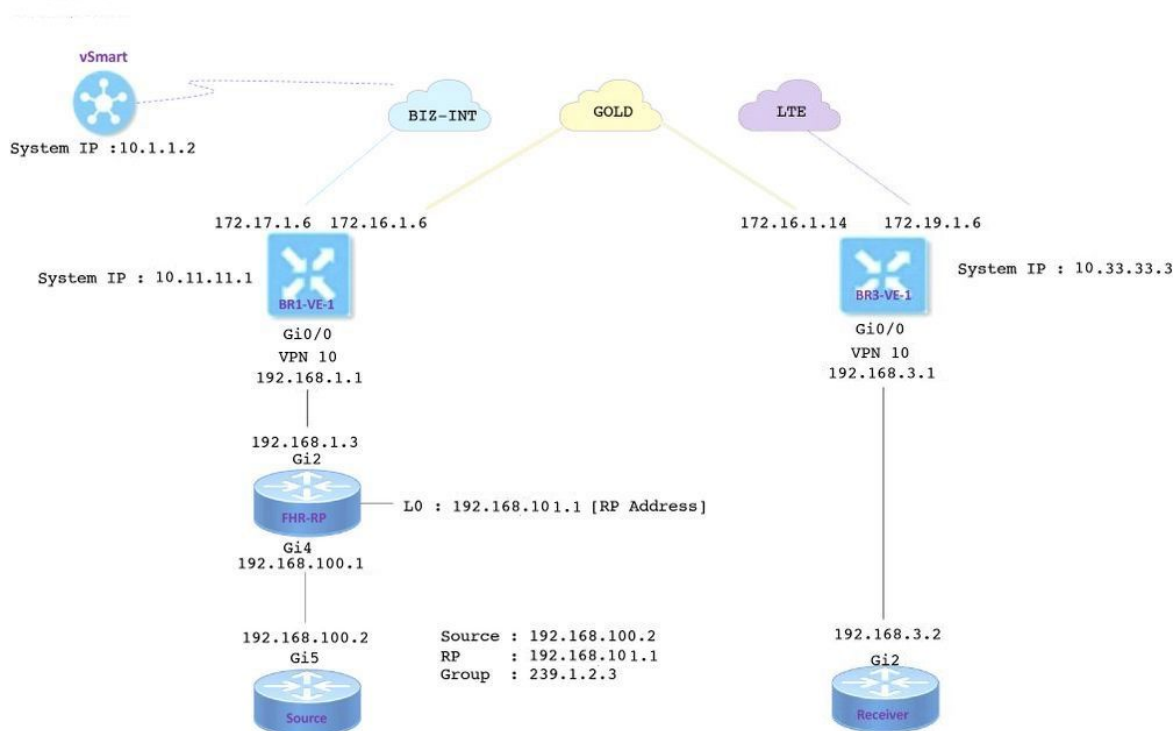 vSmart
System IP :10.1.1.2
BIZ-INT
GOLD
LTE
172.17.1.6 172.16.1.6
172.16.1.14 172.19.1.6
System IP : 10.11.11.1
BR1-VE-1
BR3-VE-1
System IP : 10.33.33.3
Gi0/0
VPN 10
192.168.1.1
Gi0/0
VPN 10
192.168.3.1
192.168.1.3
Gi2
FHR-RP
L0 : 192.168.101.1 [RP Address]
Gi4
192.168.100.1
192.168.100.2
Gi5
Source
Source : 192.168.100.2
RP : 192.168.101.1
Group : 239.1.2.3
192.168.3.2
Gi2
Receiver